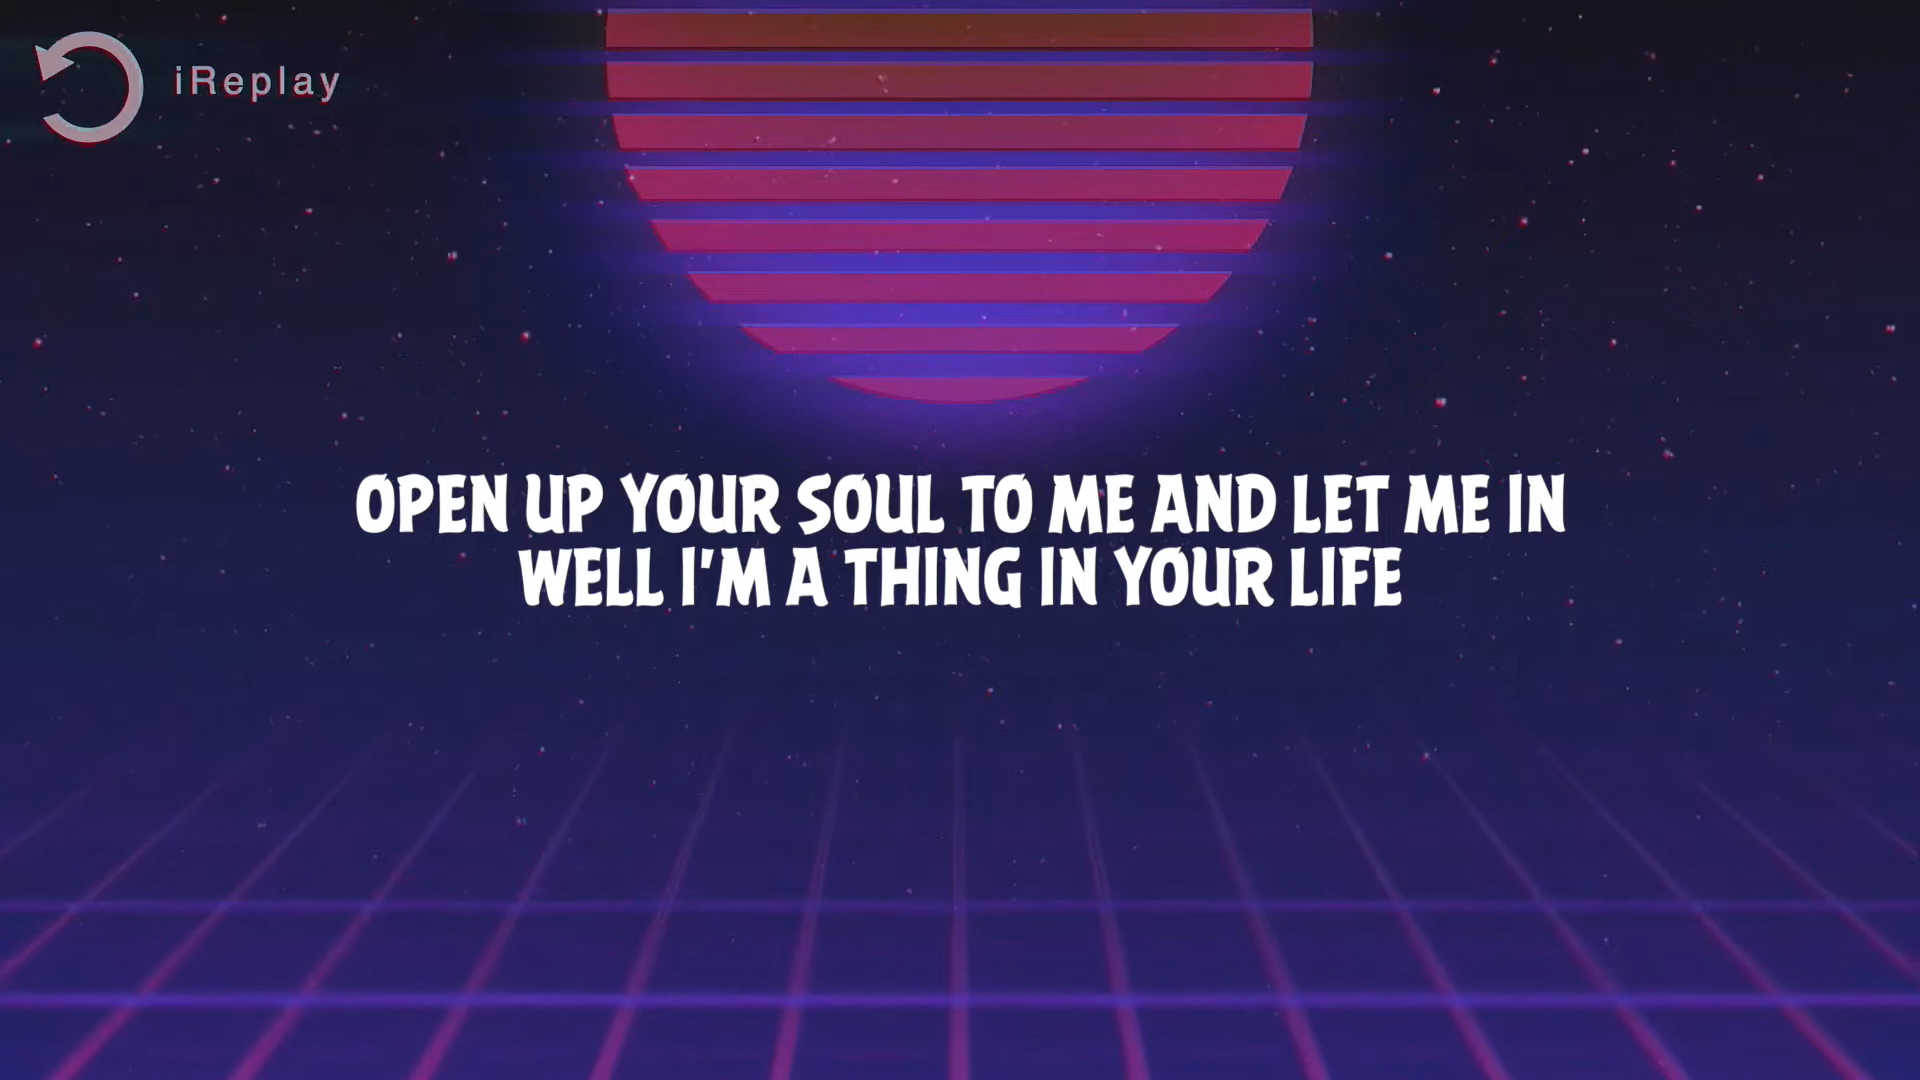 iReplay
OPEN UP YOUR SOUL TO ME AND LET ME IN
WELL I'M A THING IN YOUR LIFE